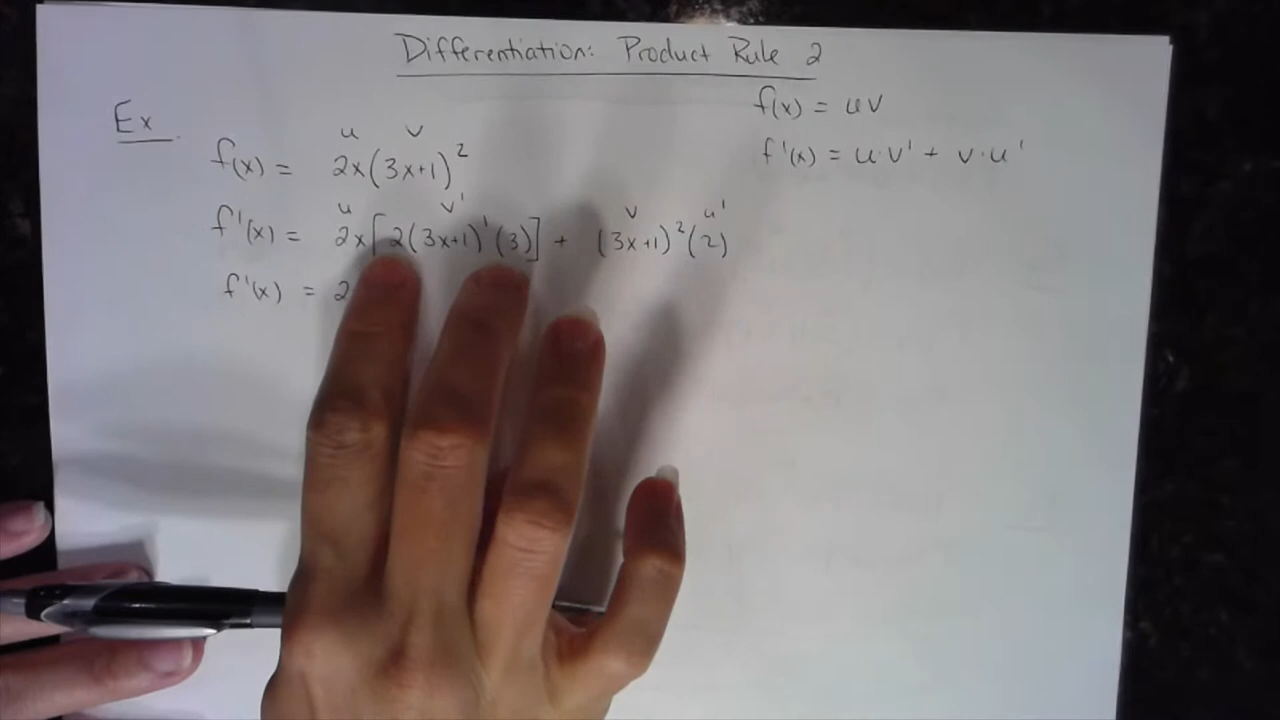 Differentiation: Product Rule 2
f(x) = uv
Ex.
f'(x) = u·v' + v·u'
u v
f(x) = 2x(3x+1)²
u v' v u'
f'(x) = 2x[2(3x+1)¹(3)] + (3x+1)²(2)
f'(x) = 2